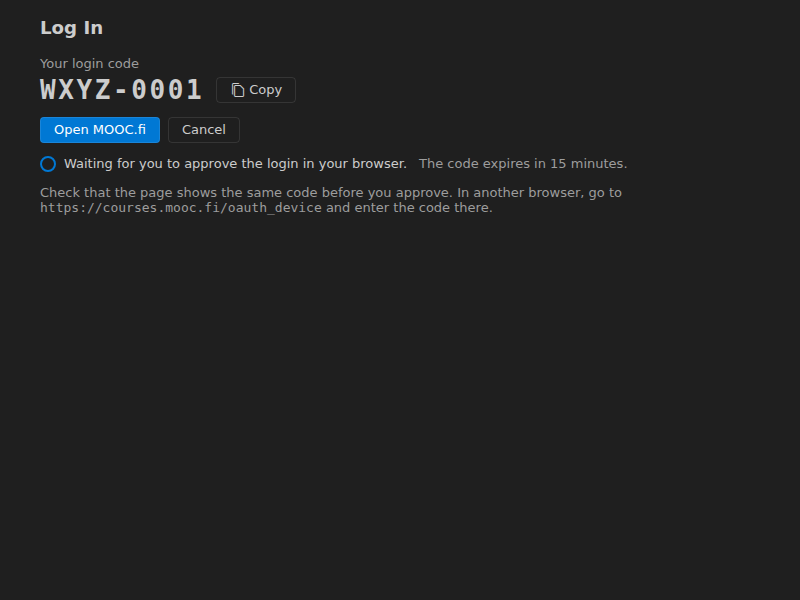 Log In
Your login code
WXYZ-0001
Copy
Open MOOC.fi
Cancel
Waiting for you to approve the login in your browser. The code expires in 15 minutes.
Check that the page shows the same code before you approve. In another browser, go to
https://courses.mooc.fi/oauth_device and enter the code there.